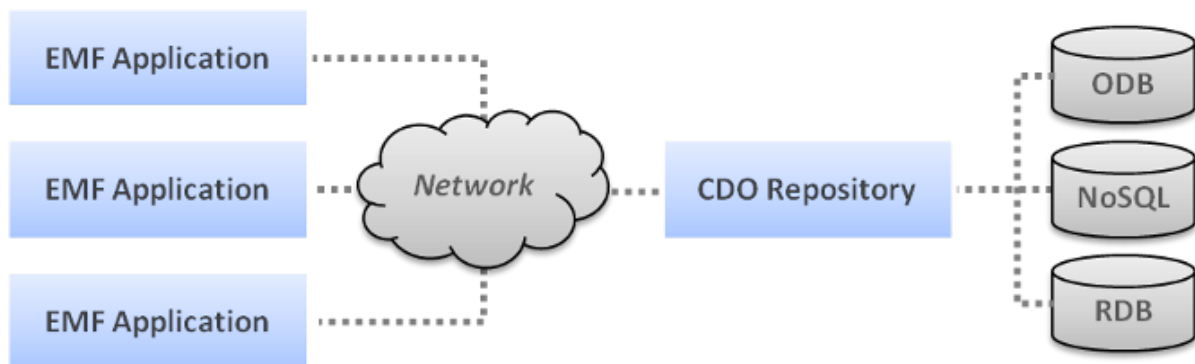 EMF Application
EMF Application
EMF Application
Network
CDO Repository
ODB
NoSQL
RDB